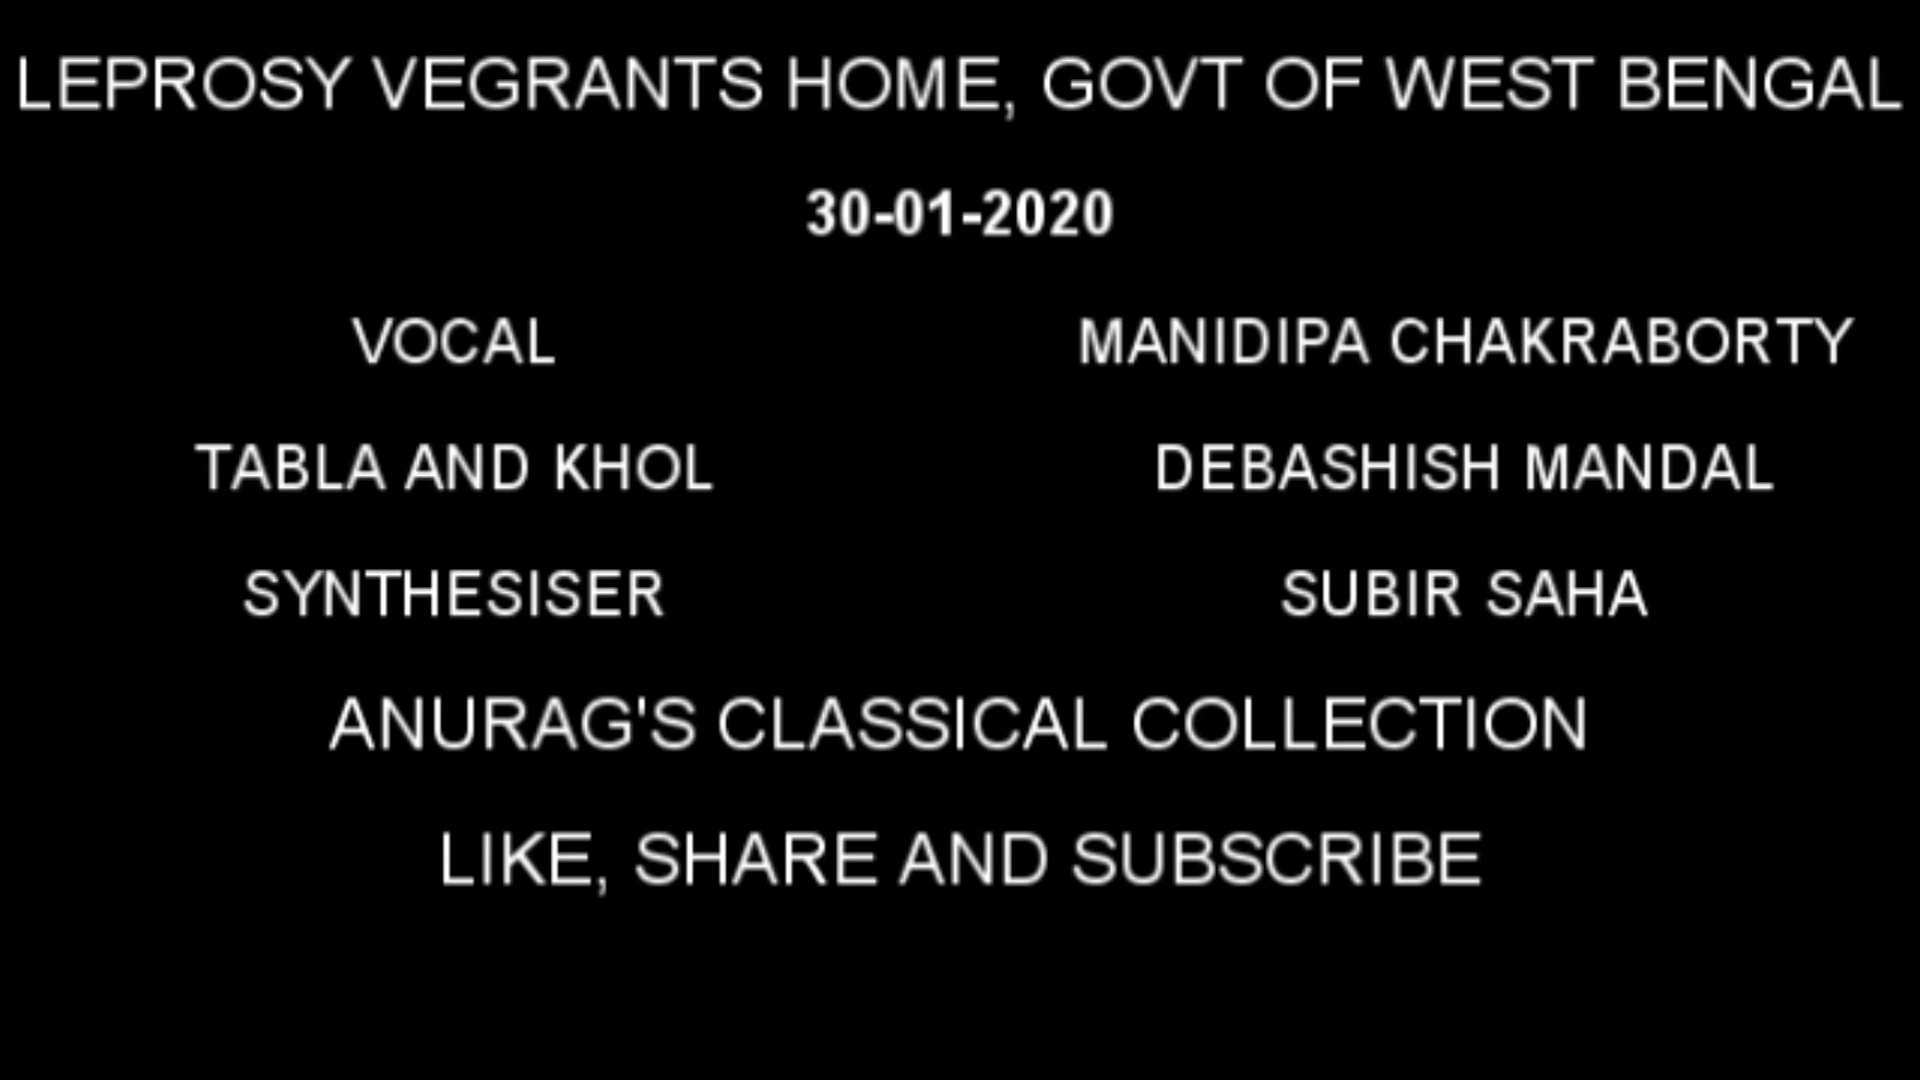 LEPROSY VEGRANTS HOME, GOVT OF WEST BENGAL
30-01-2020
VOCAL MANIDIPA CHAKRABORTY
TABLA AND KHOL DEBASHISH MANDAL
SYNTHESISER SUBIR SAHA
ANURAG'S CLASSICAL COLLECTION
LIKE, SHARE AND SUBSCRIBE